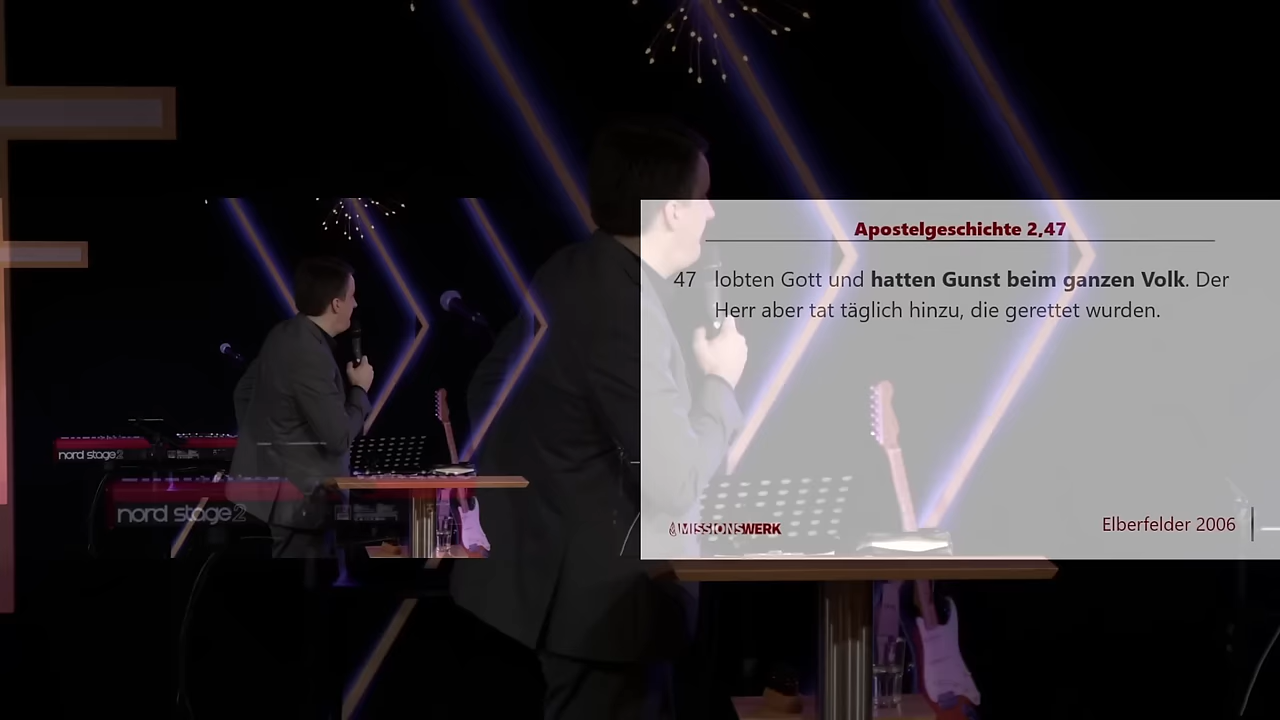 Apostelgeschichte 2,47
47 lobten Gott und hatten Gunst beim ganzen Volk. Der
Herr aber tat täglich hinzu, die gerettet wurden.
MISSIONSWERK
Elberfelder 2006
nord stage2
nord stage2